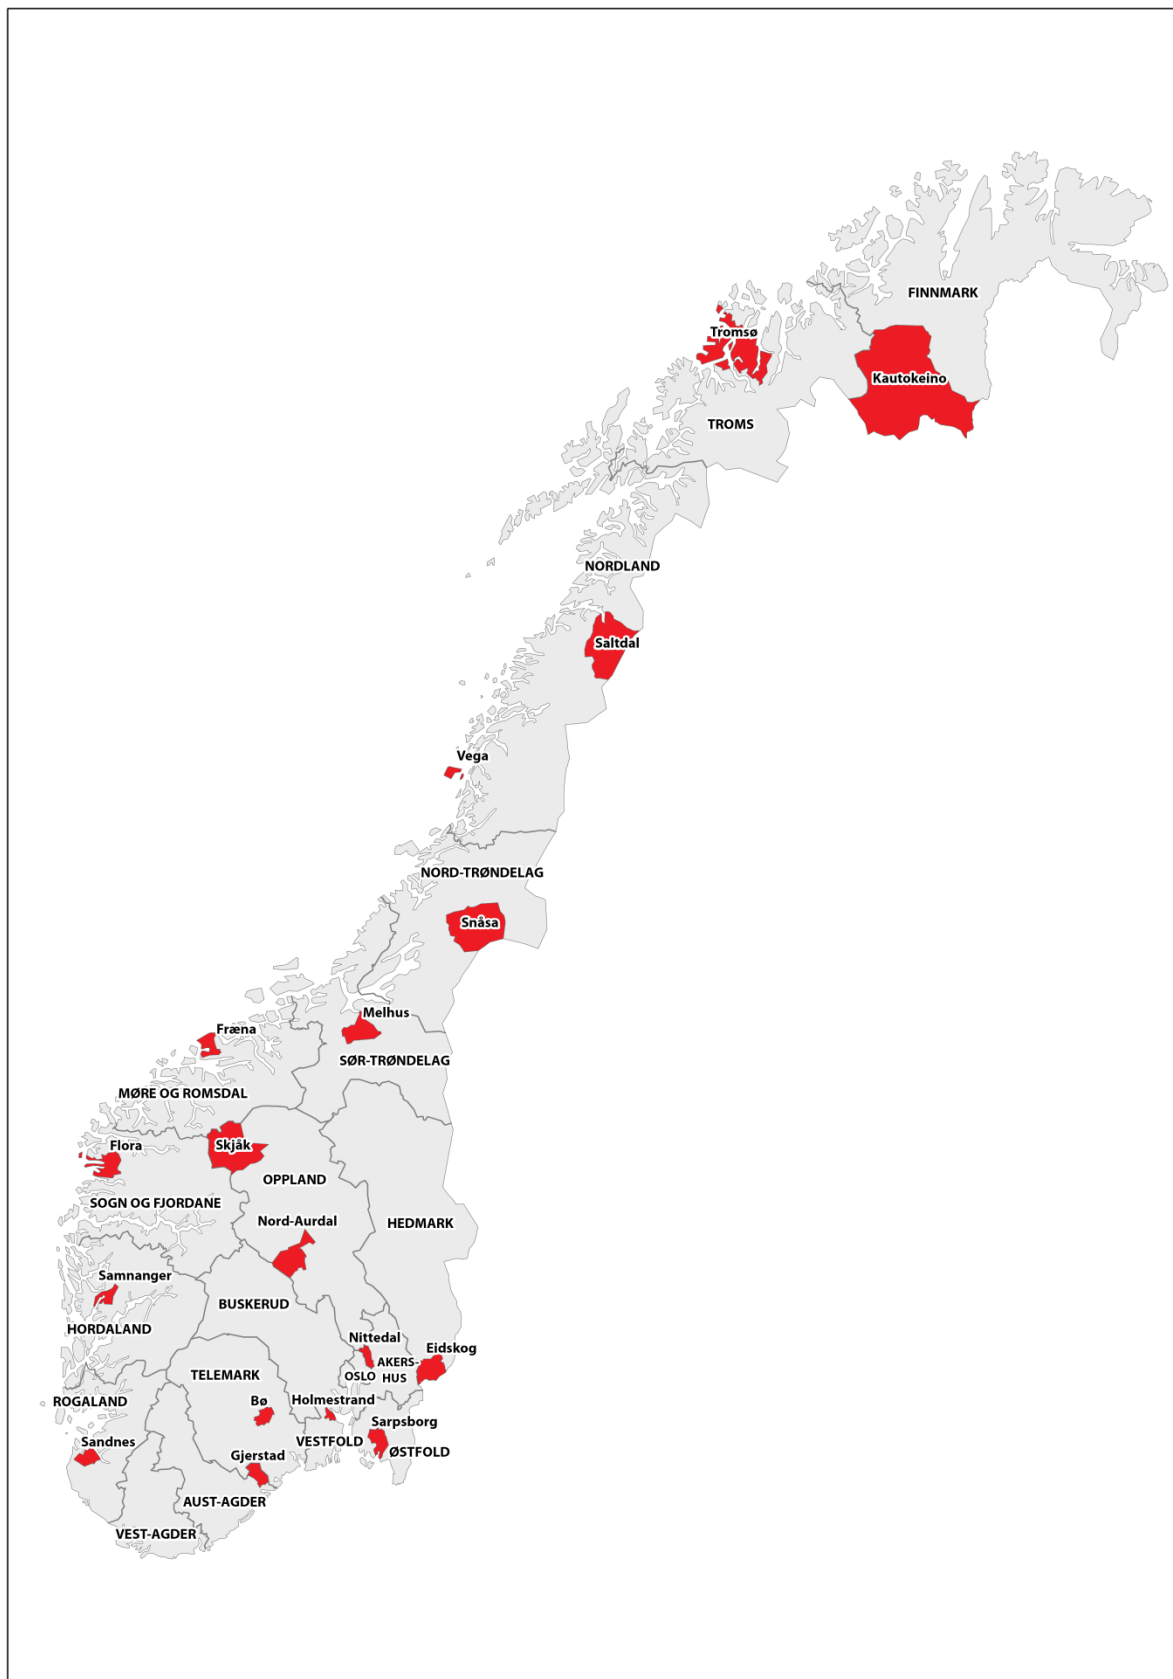 FINNMARK
Tromsø
Kautokeino
TROMS
NORDLAND
Saltdal
Vega
NORD-TRØNDELAG
Snåsa
Melhus
Fræna
SØR-TRØNDELAG
MØRE OG ROMSDAL
Flora
Skjåk
OPPLAND
SOGN OG FJORDANE
Nord-Aurdal
HEDMARK
Samnanger
BUSKERUD
HORDALAND
Nittedal
Eidskog
AKERS-
HUS
OSLO
TELEMARK
ROGALAND
Bø
Holmestrand
Sarpsborg
Sandnes
VESTFOLD
ØSTFOLD
Gjerstad
AUST-AGDER
VEST-AGDER